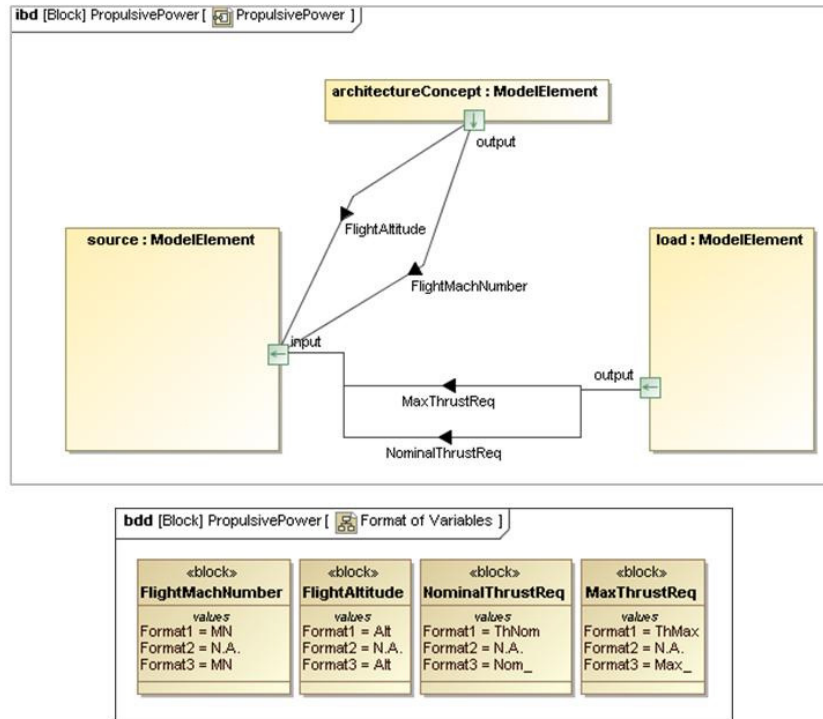 ibd [Block] PropulsivePower [ PropulsivePower ]
architectureConcept : ModelElement
output
FlightAltitude
source : ModelElement
load : ModelElement
FlightMachNumber
input
output
MaxThrustReq
NominalThrustReq
bdd [Block] PropulsivePower [ Format of Variables ]
«block»
FlightMachNumber
values
Format1 = MN
Format2 = N.A.
Format3 = MN
«block»
FlightAltitude
values
Format1 = Alt
Format2 = N.A.
Format3 = Alt
«block»
NominalThrustReq
values
Format1 = ThNom
Format2 = N.A.
Format3 = Nom_
«block»
MaxThrustReq
values
Format1 = ThMax
Format2 = N.A.
Format3 = Max_